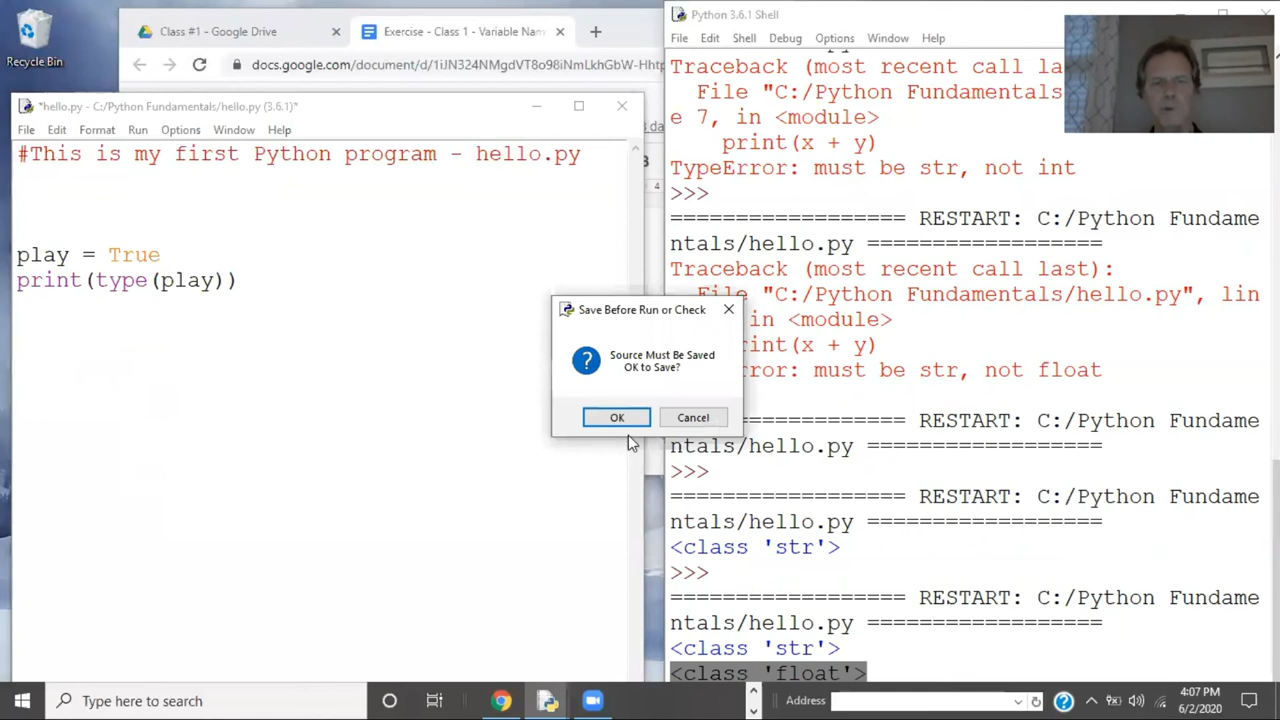 Recycle Bin
Class #1 - Google Drive
Exercise - Class 1 - Variable Nam
docs.google.com/document/d/1iJN324NMgdVT8o98iNmLkhGbW-Hhtp
*hello.py - C:/Python Fundamentals/hello.py (3.6.1)*
File Edit Format Run Options Window Help
#This is my first Python program - hello.py
play = True
print(type(play))
Save Before Run or Check
Source Must Be Saved
OK to Save?
OK Cancel
Python 3.6.1 Shell
File Edit Shell Debug Options Window Help
Traceback (most recent call la
File "C:/Python Fundamentals
e 7, in <module>
print(x + y)
TypeError: must be str, not int
>>>
================== RESTART: C:/Python Fundame
ntals/hello.py ==================
Traceback (most recent call last):
File "C:/Python Fundamentals/hello.py", lin
in <module>
rint(x + y)
rror: must be str, not float
================== RESTART: C:/Python Fundame
ntals/hello.py ==================
>>>
================== RESTART: C:/Python Fundame
ntals/hello.py ==================
<class 'str'>
>>>
================== RESTART: C:/Python Fundame
ntals/hello.py ==================
<class 'str'>
<class 'float'>
Type here to search
Address
4:07 PM
6/2/2020